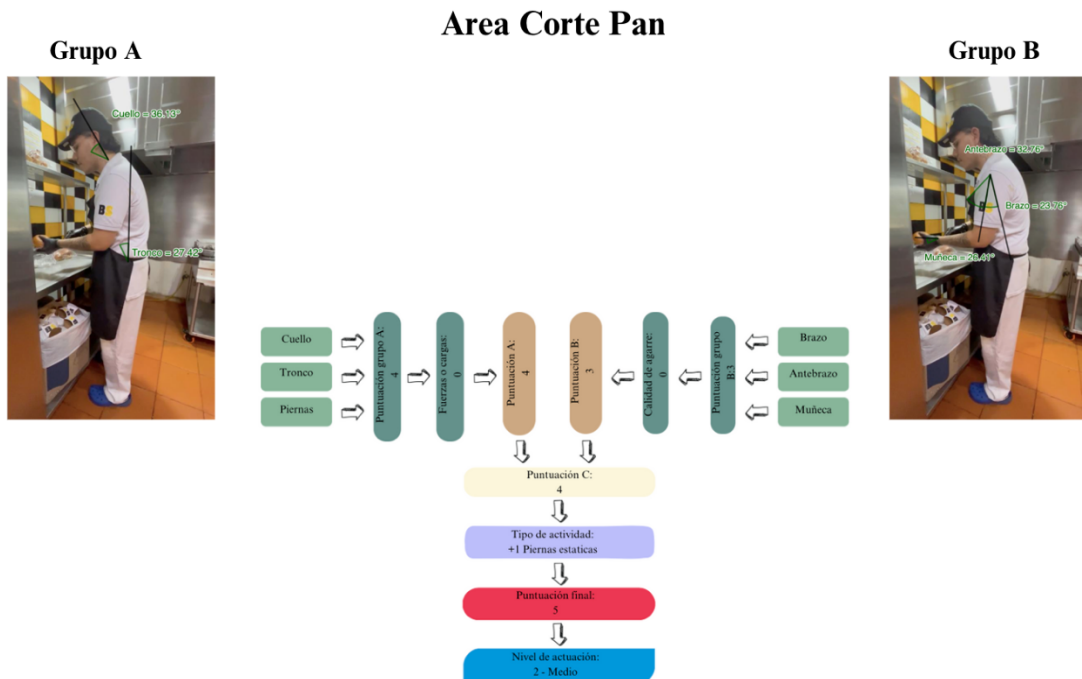 Area Corte Pan
Grupo A
Grupo B
Cuello = 36.13°
Tronco = 27.42°
Antebrazo = 32.76°
Brazo = 23.76°
Muñeca = 26.41°
Cuello
Tronco
Piernas
Puntuación grupo A:
4
Fuerzas o cargas:
0
Puntuación A:
4
Puntuación B:
3
Calidad de agarre:
0
Puntuación grupo
B:3
Brazo
Antebrazo
Muñeca
Puntuación C:
4
Tipo de actividad:
+1 Piernas estaticas
Puntuación final:
5
Nivel de actuación:
2 - Medio